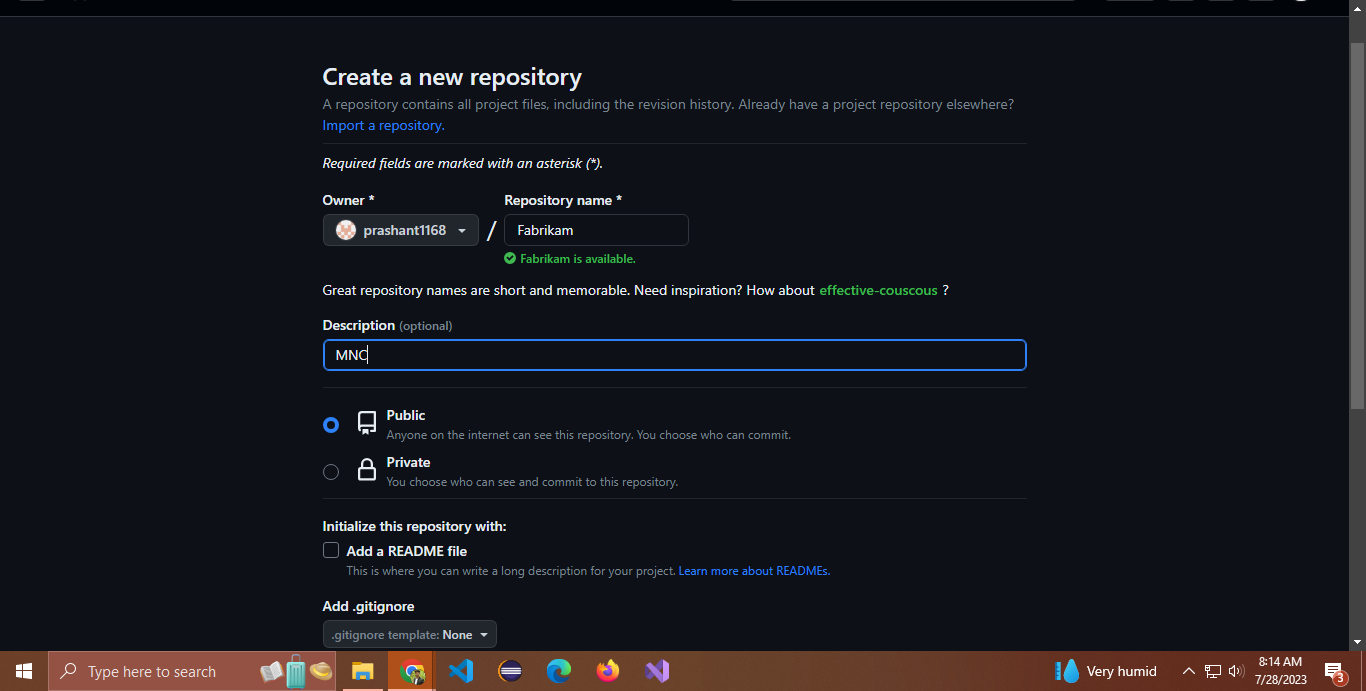 Create a new repository
A repository contains all project files, including the revision history. Already have a project repository elsewhere?
Import a repository.
Required fields are marked with an asterisk (*).
Owner * Repository name *
prashant1168 / Fabrikam
Fabrikam is available.
Great repository names are short and memorable. Need inspiration? How about effective-couscous ?
Description (optional)
MNC
Public
Anyone on the internet can see this repository. You choose who can commit.
Private
You choose who can see and commit to this repository.
Initialize this repository with:
Add a README file
This is where you can write a long description for your project. Learn more about READMEs.
Add .gitignore
.gitignore template: None
Type here to search
Very humid
8:14 AM
7/28/2023
3